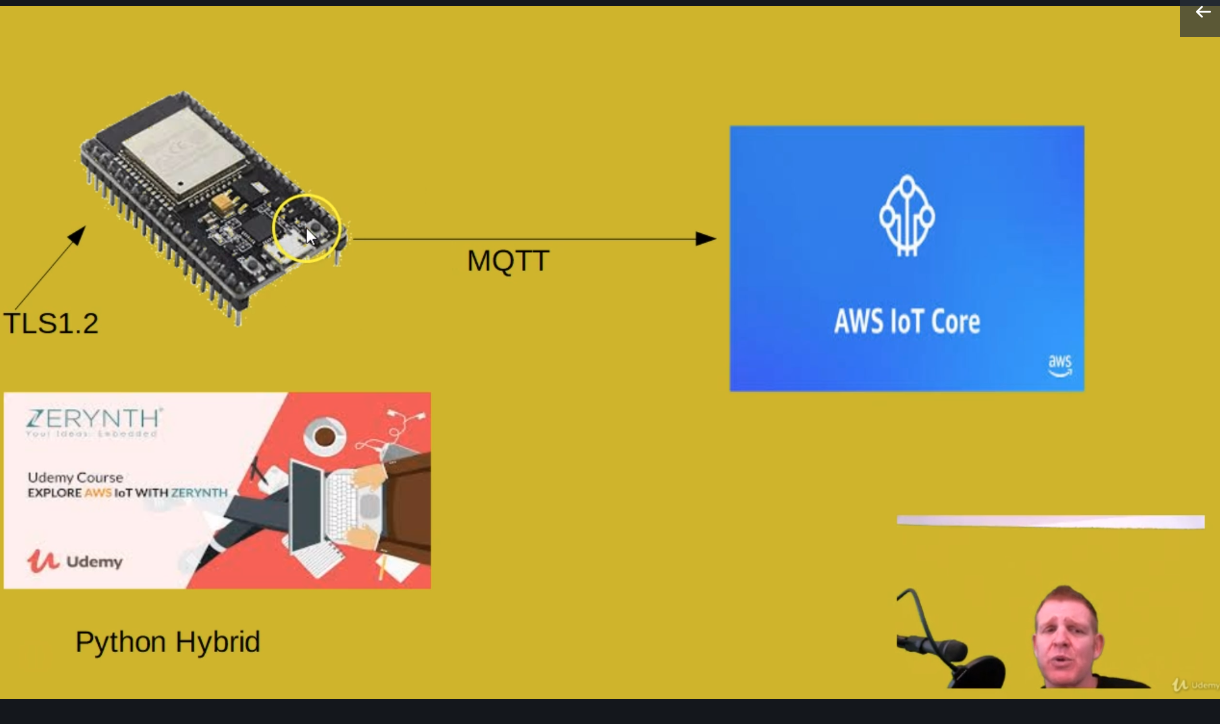 MQTT
AWS IoT Core
aws
TLS1.2
ZERYNTH
Your Ideas. Embedded
Udemy Course
EXPLORE AWS IoT WITH ZERYNTH
Udemy
Python Hybrid
Udemy